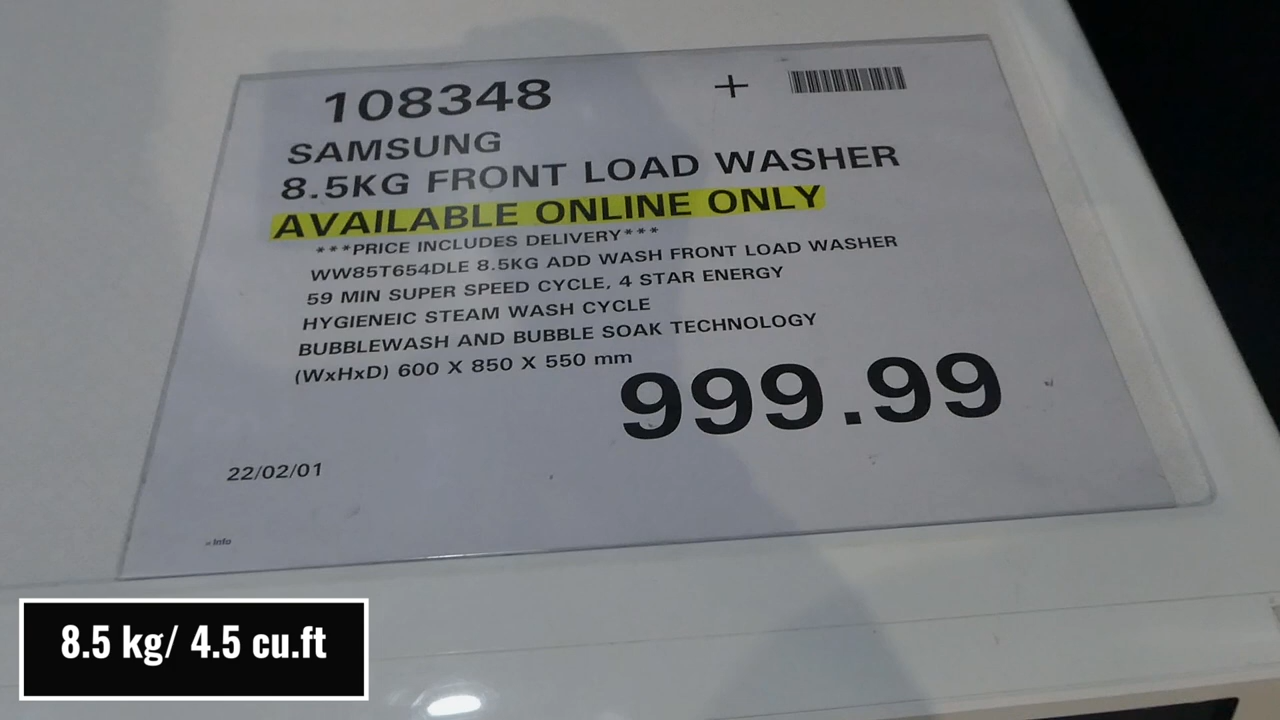 108348
+
SAMSUNG
8.5KG FRONT LOAD WASHER
AVAILABLE ONLINE ONLY
***PRICE INCLUDES DELIVERY***
WW85T654DLE 8.5KG ADD WASH FRONT LOAD WASHER
59 MIN SUPER SPEED CYCLE, 4 STAR ENERGY
HYGIENEIC STEAM WASH CYCLE
BUBBLEWASH AND BUBBLE SOAK TECHNOLOGY
(WxHxD) 600 X 850 X 550 mm
999.99
22/02/01
Info
8.5 kg/ 4.5 cu.ft